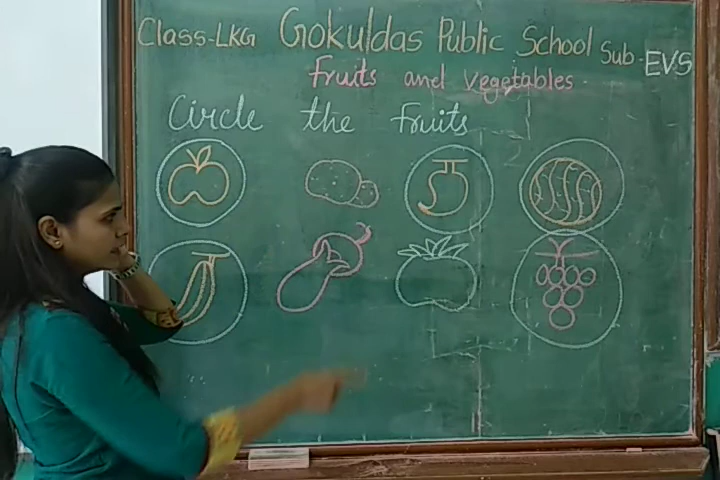 Class-LKG Gokuldas Public School Sub-EVS
fruits and vegetables
Circle the fruits